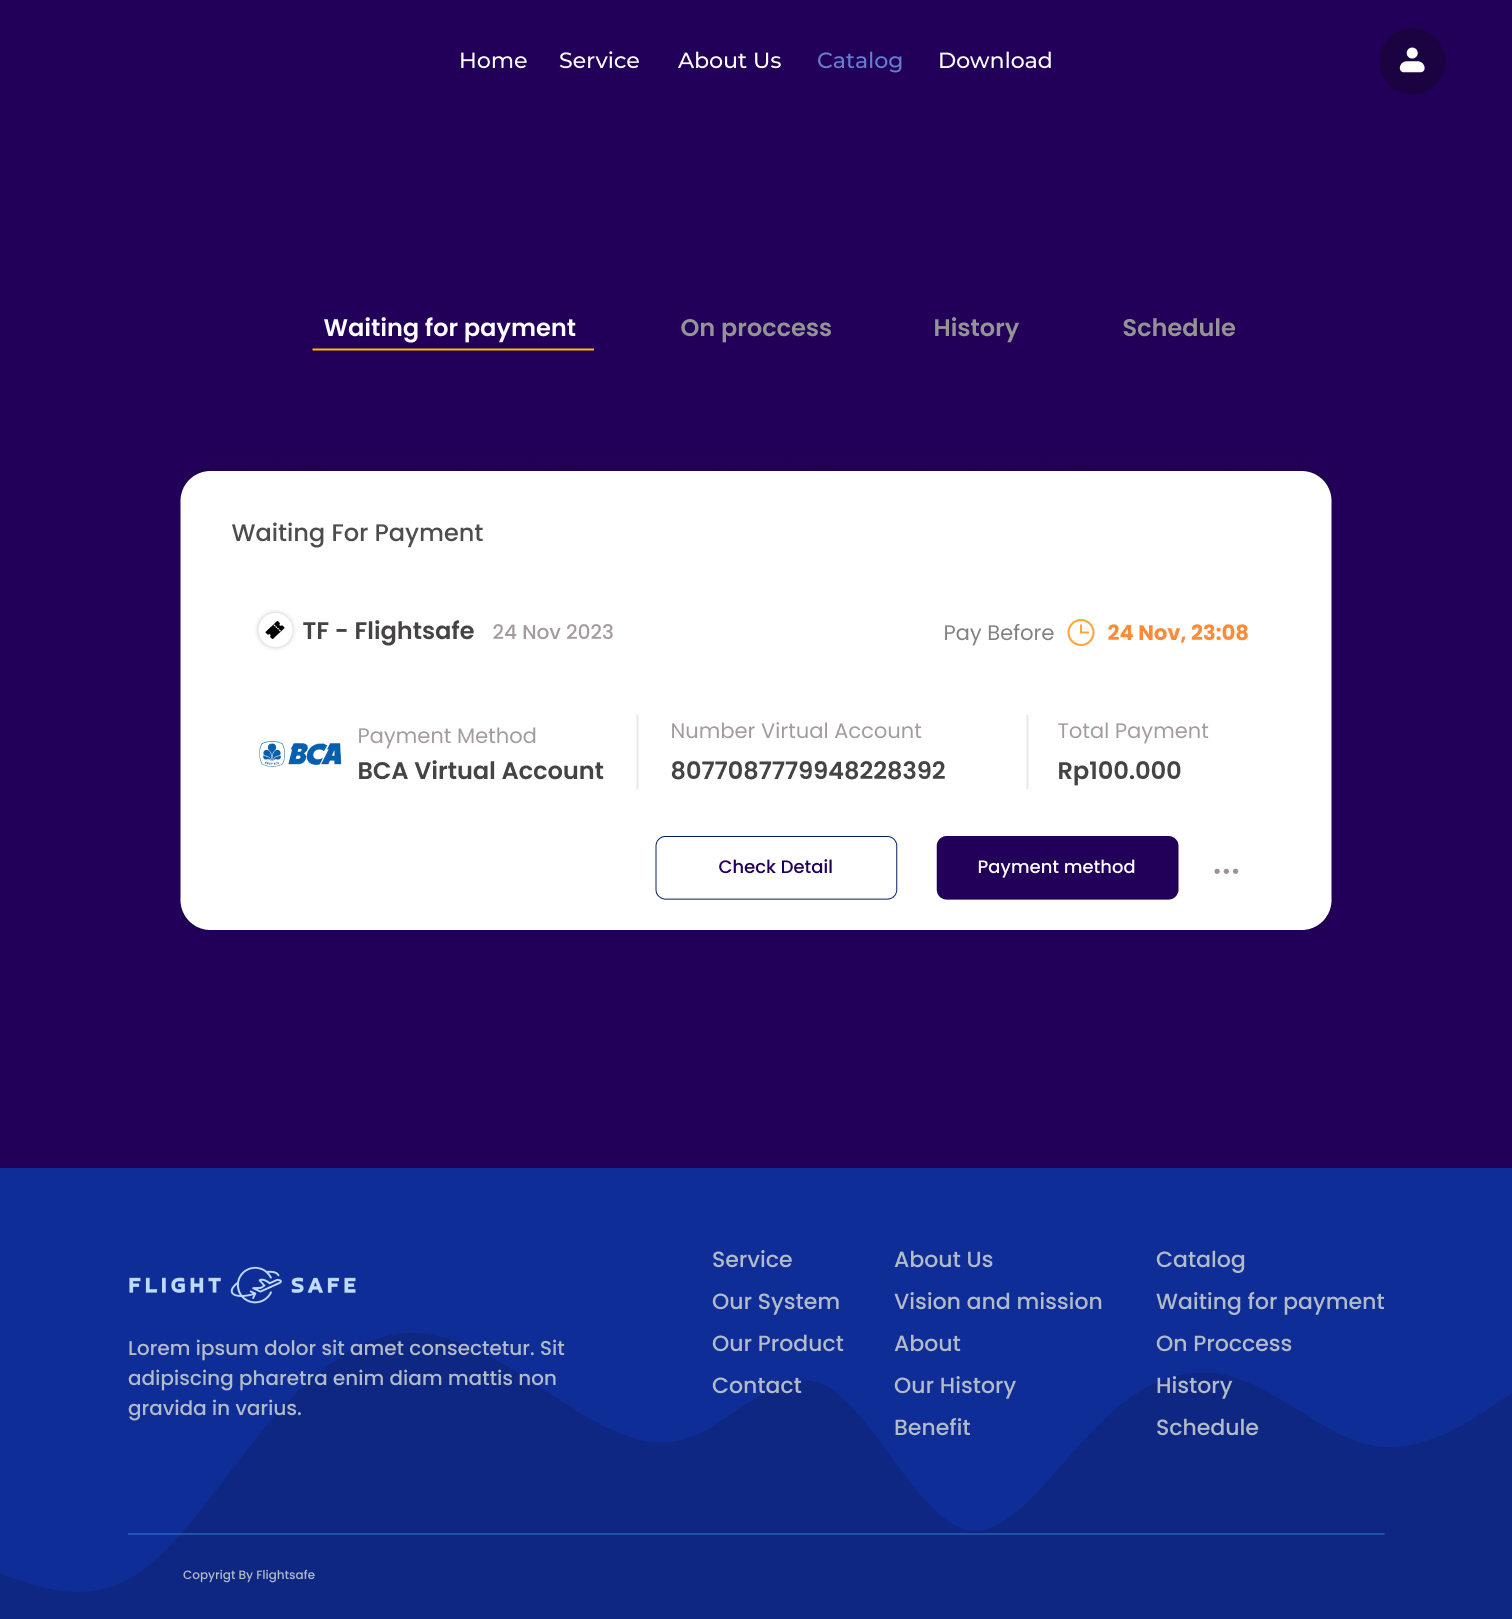 Home Service About Us Catalog Download
Waiting for payment On proccess History Schedule
Waiting For Payment
TF - Flightsafe 24 Nov 2023 Pay Before 24 Nov, 23:08
BCA
Payment Method Number Virtual Account Total Payment
BCA Virtual Account 8077087779948228392 Rp100.000
Check Detail Payment method
FLIGHT SAFE
Lorem ipsum dolor sit amet consectetur. Sit
adipiscing pharetra enim diam mattis non
gravida in varius.
Service
Our System
Our Product
Contact
About Us
Vision and mission
About
Our History
Benefit
Catalog
Waiting for payment
On Proccess
History
Schedule
Copyrigt By Flightsafe